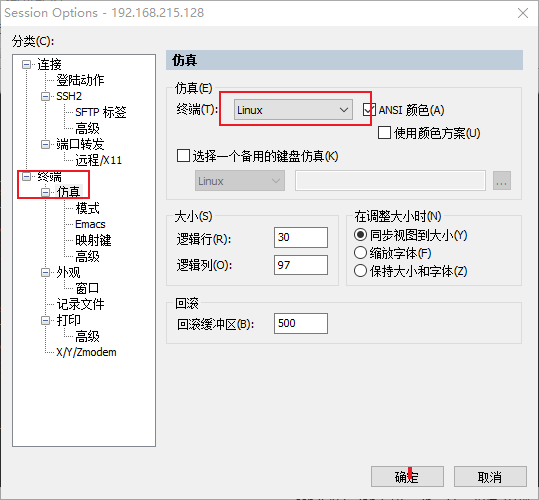 Session Options - 192.168.215.128
分类(C):
连接
登陆动作
SSH2
SFTP 标签
高级
端口转发
远程/X11
终端
仿真
模式
Emacs
映射键
高级
外观
窗口
记录文件
打印
高级
X/Y/Zmodem
仿真
仿真(E)
终端(T): Linux ANSI 颜色(A)
使用颜色方案(U)
选择一个备用的键盘仿真(K)
Linux ...
大小(S)
逻辑行(R): 30
逻辑列(O): 97
在调整大小时(N)
同步视图到大小(Y)
缩放字体(F)
保持大小和字体(Z)
回滚
回滚缓冲区(B): 500
确定 取消